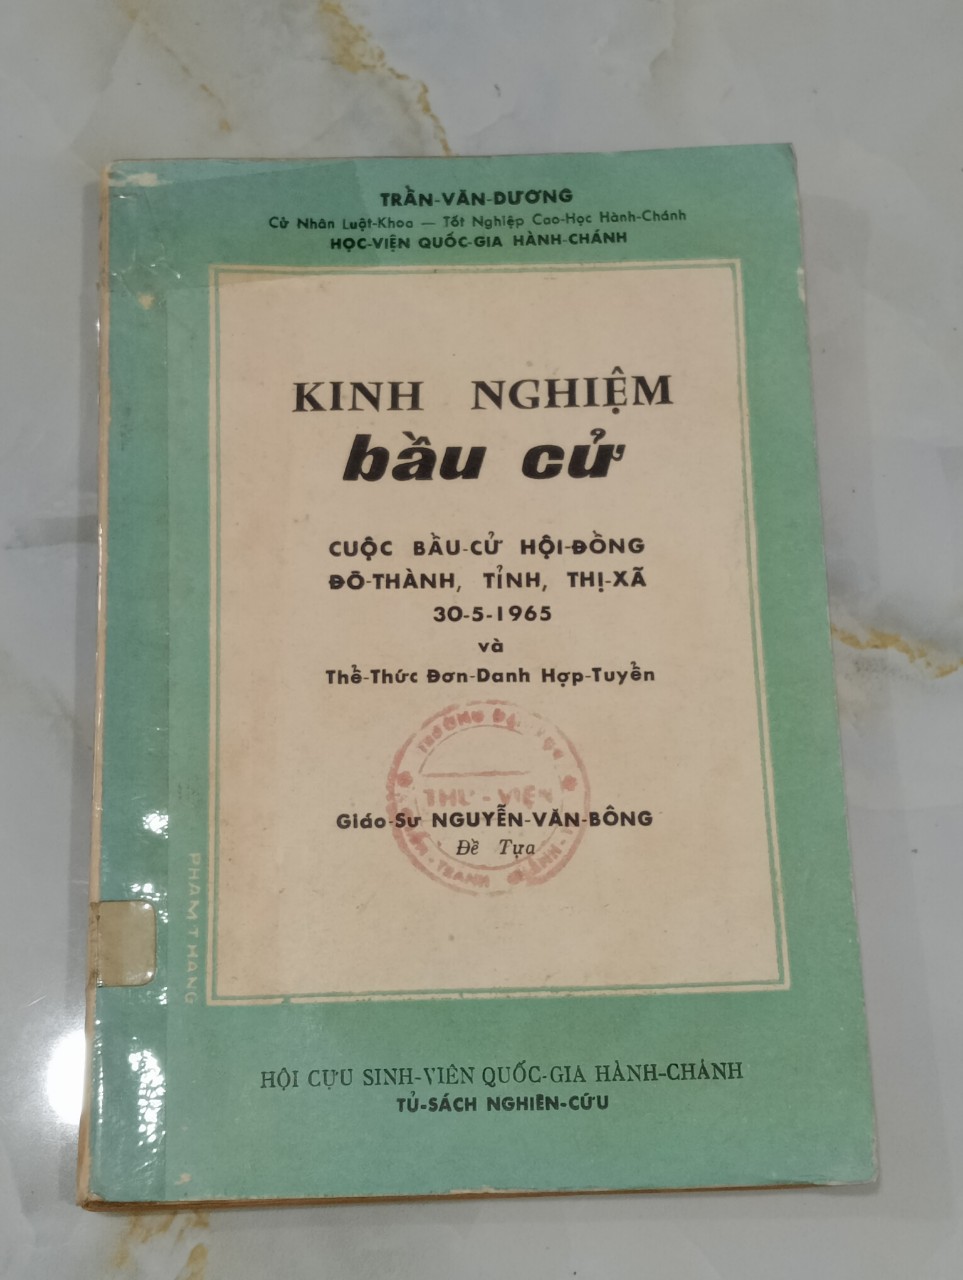 TRẦN-VĂN-DƯƠNG
Cử Nhân Luật-Khoa — Tốt Nghiệp Cao-Học Hành-Chánh
HỌC-VIỆN QUỐC-GIA HÀNH-CHÁNH
KINH NGHIỆM
bầu cử
CUỘC BẦU-CỬ HỘI-ĐỒNG
ĐÔ-THÀNH, TỈNH, THỊ-XÃ
30-5-1965
và
Thể-Thức Đơn-Danh Hợp-Tuyển
THƯ-VIỆN
Giáo-Sư NGUYỄN-VĂN-BÔNG
Đề Tựa
PHAM THANG
HỘI CỰU SINH-VIÊN QUỐC-GIA HÀNH-CHÁNH
TỦ-SÁCH NGHIÊN-CỨU